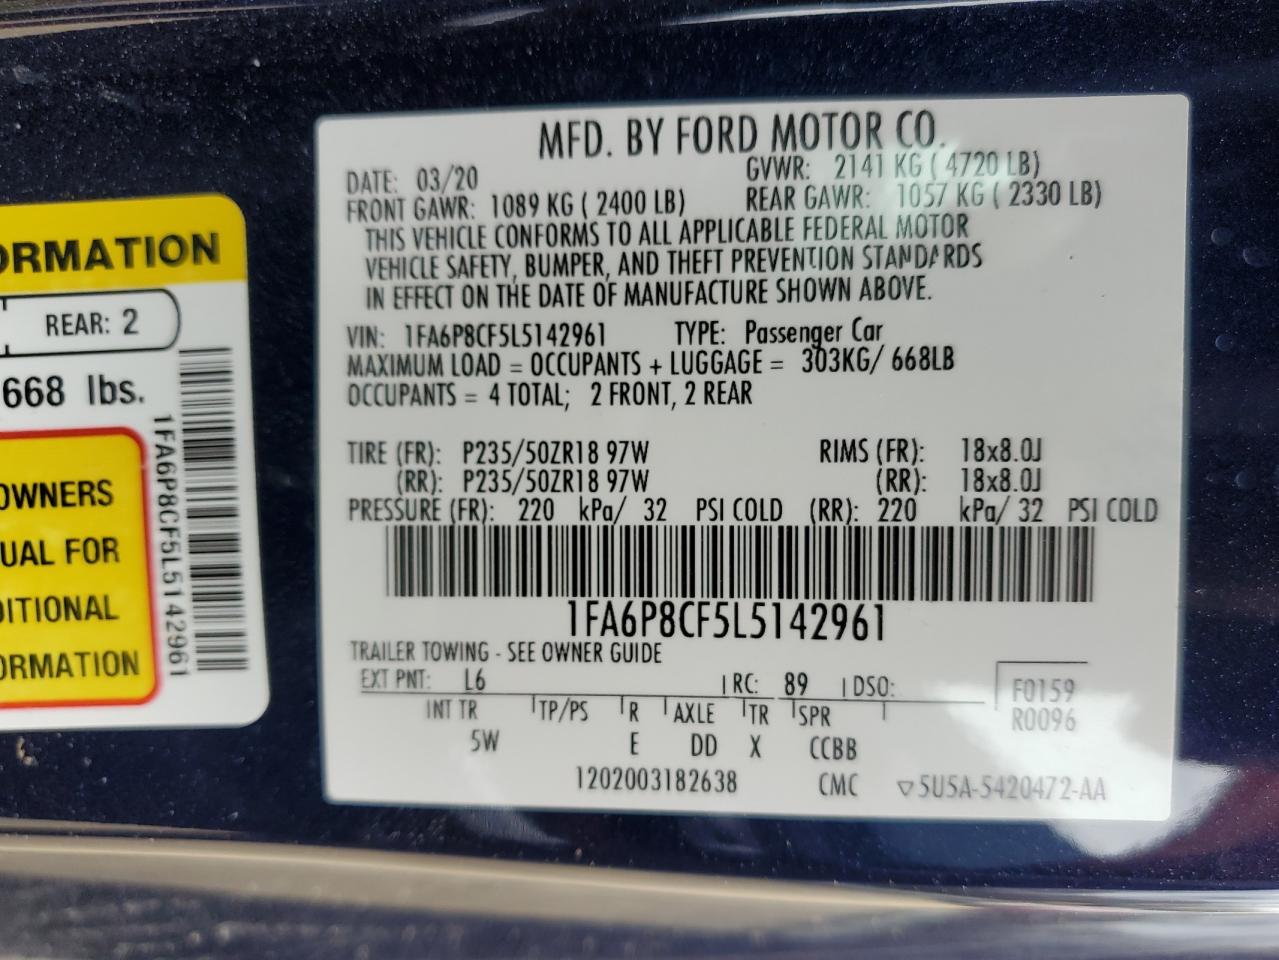 ORMATION
REAR: 2
668 lbs.
OWNERS
UAL FOR
DITIONAL
ORMATION
1FA6P8CF5L5142961
MFD. BY FORD MOTOR CO.
DATE: 03/20 GVWR: 2141 KG ( 4720 LB)
FRONT GAWR: 1089 KG ( 2400 LB) REAR GAWR: 1057 KG ( 2330 LB)
THIS VEHICLE CONFORMS TO ALL APPLICABLE FEDERAL MOTOR
VEHICLE SAFETY, BUMPER, AND THEFT PREVENTION STANDARDS
IN EFFECT ON THE DATE OF MANUFACTURE SHOWN ABOVE.
VIN: 1FA6P8CF5L5142961 TYPE: Passenger Car
MAXIMUM LOAD = OCCUPANTS + LUGGAGE = 303KG/ 668LB
OCCUPANTS = 4 TOTAL; 2 FRONT, 2 REAR
TIRE (FR): P235/50ZR18 97W RIMS (FR): 18x8.0J
(RR): P235/50ZR18 97W (RR): 18x8.0J
PRESSURE (FR): 220 kPa/ 32 PSI COLD (RR): 220 kPa/ 32 PSI COLD
1FA6P8CF5L5142961
TRAILER TOWING - SEE OWNER GUIDE
EXT PNT: L6 RC: 89 DSO: F0159
INT TR TP/PS R AXLE TR SPR R0096
5W E DD X CCBB
1202003182638 CMC ▽5U5A-5420472-AA